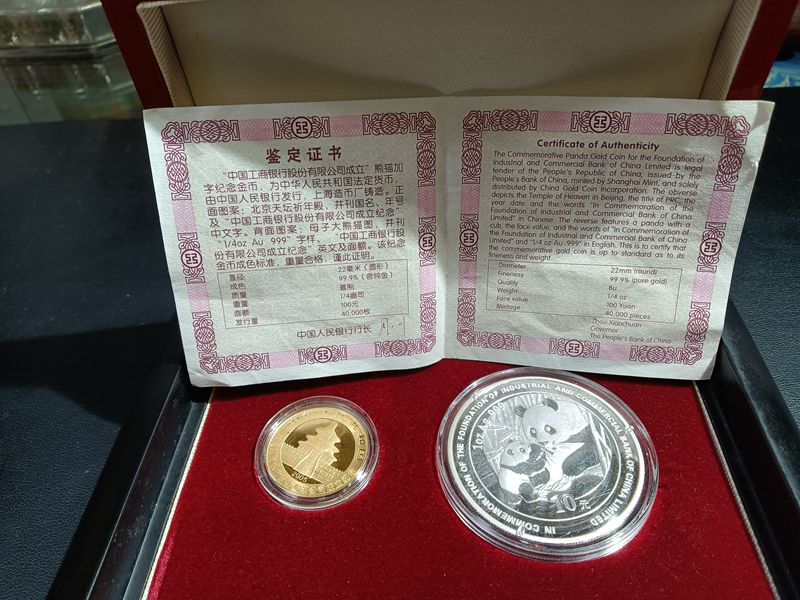 鉴定证书
“中国工商银行股份有限公司成立”熊猫加
字纪念金币，为中华人民共和国法定货币，
由中国人民银行发行，上海造币厂铸造。正
面图案：北京天坛祈年殿，并刊国名、年号
及“中国工商银行股份有限公司成立纪念”
中文字。背面图案：母子大熊猫图，并刊
“1/4oz Au .999”字样、“中国工商银行股
份有限公司成立纪念”英文及面额。该纪念
金币成色标准，重量合格，谨此证明。
直径 22毫米（圆形）
成色 99.9%（含纯金）
质量 普制
重量 1/4盎司
面额 100元
发行量 40,000枚
中国人民银行行长
Certificate of Authenticity
The Commemorative Panda Gold Coin for the Foundation of
Industrial and Commercial Bank of China Limited is legal
tender of the People's Republic of China, issued by the
People's Bank of China, minted by Shanghai Mint, and solely
distributed by China Gold Coin Incorporation. The obverse
depicts the Temple of Heaven in Beijing, the title of PRC, the
year date and the words "In Commemoration of the
Foundation of Industrial and Commercial Bank of China
Limited" in Chinese. The reverse features a panda with a
cub, the face value, and the words "In Commemoration of
the Foundation of Industrial and Commercial Bank of China
Limited" and "1/4 oz Au .999" in English. This is to certify that
the commemorative gold coin is up to standard as to its
fineness and weight.
Diameter 22mm (round)
Fineness 99.9% (pure gold)
Quality BU
Weight 1/4 oz
Face value 100 Yuan
Mintage 40,000 pieces
Zhou Xiaochuan
Governor
The People's Bank of China
2005
IN COMMEMORATION OF THE FOUNDATION OF INDUSTRIAL AND COMMERCIAL BANK OF CHINA LIMITED
1oz Ag .999
10元